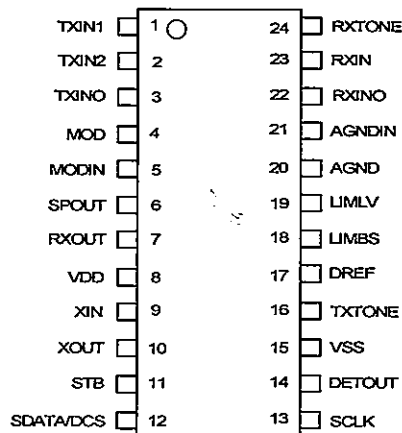 TXIN1 1 24 RXTONE
TXIN2 2 23 RXIN
TXINO 3 22 RXINO
MOD 4 21 AGNDIN
MODIN 5 20 AGND
SPOUT 6 19 LIMLV
RXOUT 7 18 LIMBS
VDD 8 17 DREF
XIN 9 16 TXTONE
XOUT 10 15 VSS
STB 11 14 DETOUT
SDATA/DCS 12 13 SCLK